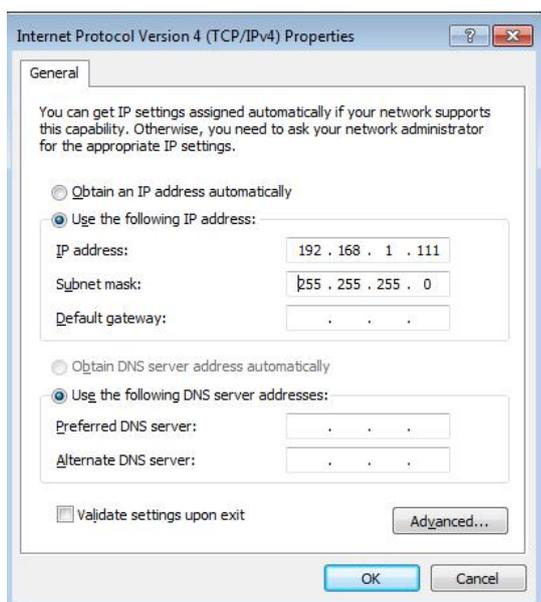 Internet Protocol Version 4 (TCP/IPv4) Properties
?
General
You can get IP settings assigned automatically if your network supports
this capability. Otherwise, you need to ask your network administrator
for the appropriate IP settings.
Obtain an IP address automatically
Use the following IP address:
IP address: 192 . 168 . 1 . 111
Subnet mask: 255 . 255 . 255 . 0
Default gateway: . . .
Obtain DNS server address automatically
Use the following DNS server addresses:
Preferred DNS server: . . .
Alternate DNS server: . . .
Validate settings upon exit
Advanced...
OK Cancel